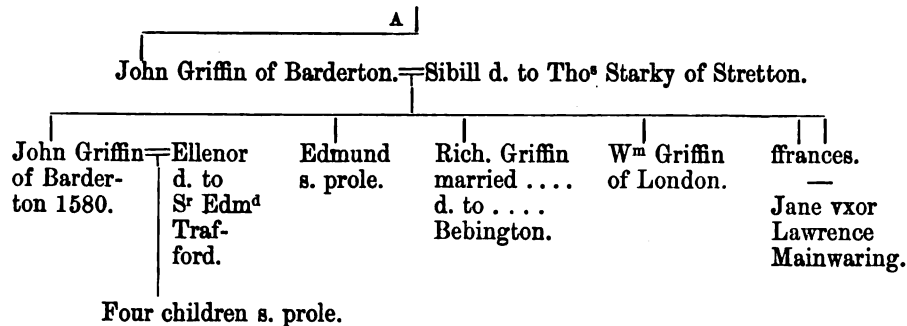 A
John Griffin of Barderton.=Sibill d. to Thoˢ Starky of Stretton.
John Griffin=Ellenor
of Barder-
ton 1580.
d. to
Sʳ Edmᵈ
Traf-
ford.
Edmund
s. prole.
Rich. Griffin
married ....
d. to ....
Bebington.
Wᵐ Griffin
of London.
ffrances.
—
Jane vxor
Lawrence
Mainwaring.
Four children s. prole.